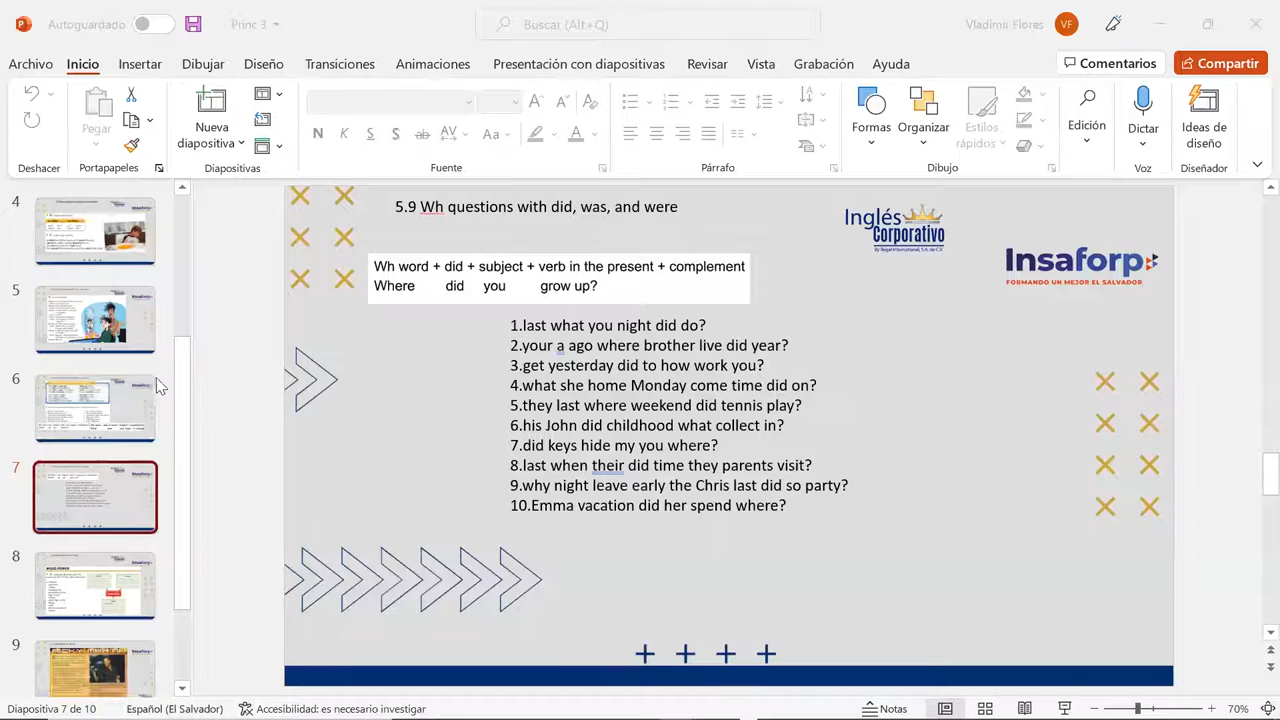 Autoguardado
Princ 3
Buscar (Alt+Q)
Vladimir Flores
VF
Archivo
Inicio
Insertar
Dibujar
Diseño
Transiciones
Animaciones
Presentación con diapositivas
Revisar
Vista
Grabación
Ayuda
Comentarios
Compartir
Pegar
Nueva
diapositiva
N K S S AV Aa A
Formas
Organizar
Estilos
rápidos
Edición
Dictar
Ideas de
diseño
Deshacer
Portapapeles
Diapositivas
Fuente
Párrafo
Dibujo
Voz
Diseñador
4
5
6
7
8
9
5.9 Wh questions with did, was, and were
Inglés
Corporativo
by Regal International, S.A. de C.V.
Insaforp
FORMANDO UN MEJOR EL SALVADOR
Wh word + did + subject + verb in the present + complement
Where did you grow up?
1.last what you night did do?
2.your a ago where brother live did year?
3.get yesterday did to how work you?
4.what she home Monday come time did on?
5.they last where weekend did tennis play?
6.his John did childhood what collect in?
7.did keys hide my you where?
8.last when their did time they parents visit?
9.way night leave early the Chris last did so party?
10.Emma vacation did her spend where?
Diapositiva 7 de 10
Español (El Salvador)
Accesibilidad: es necesario investigar
Notas
70%